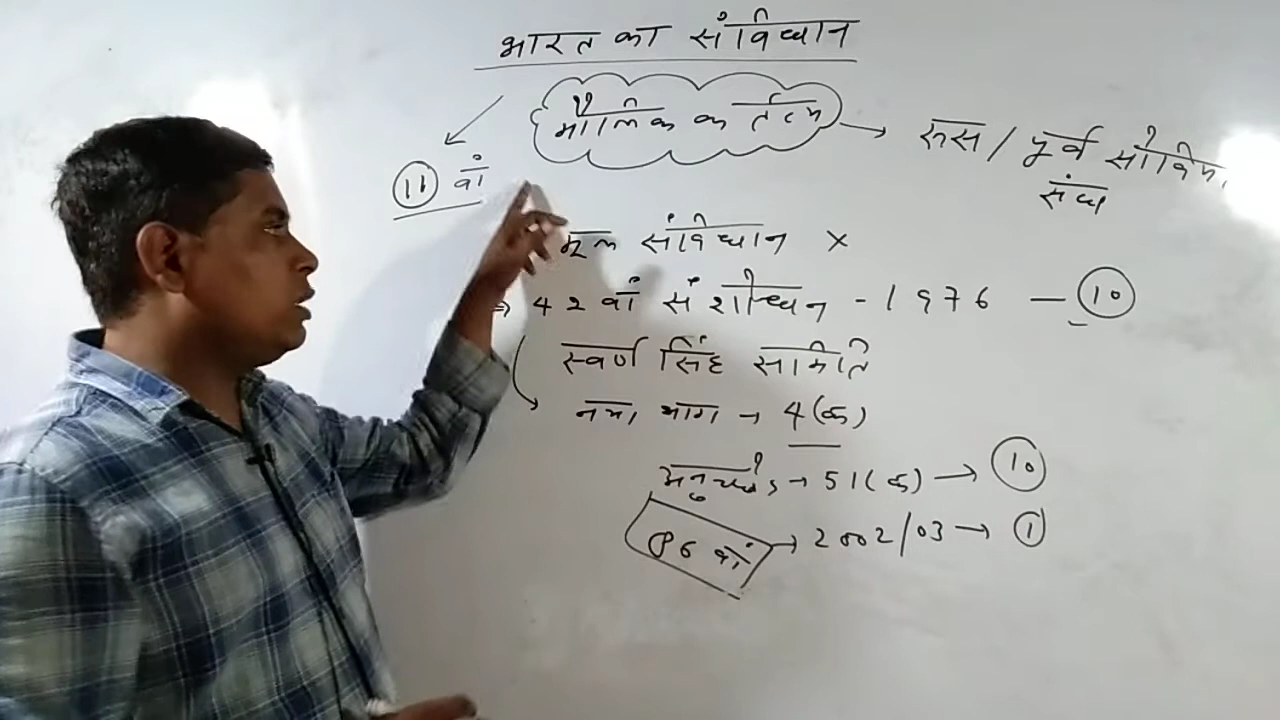 भारत का संविधान
मौलिक कर्तव्य → रूस / पूर्व सोवियत संघ
11 वां
मूल संविधान ×
⇒ 42 वां संशोधन - 1976 — 10
स्वर्ण सिंह समिति
नया भाग → 4(क)
अनुच्छेद → 51(क) → 10
86 वां → 2002/03 → 1